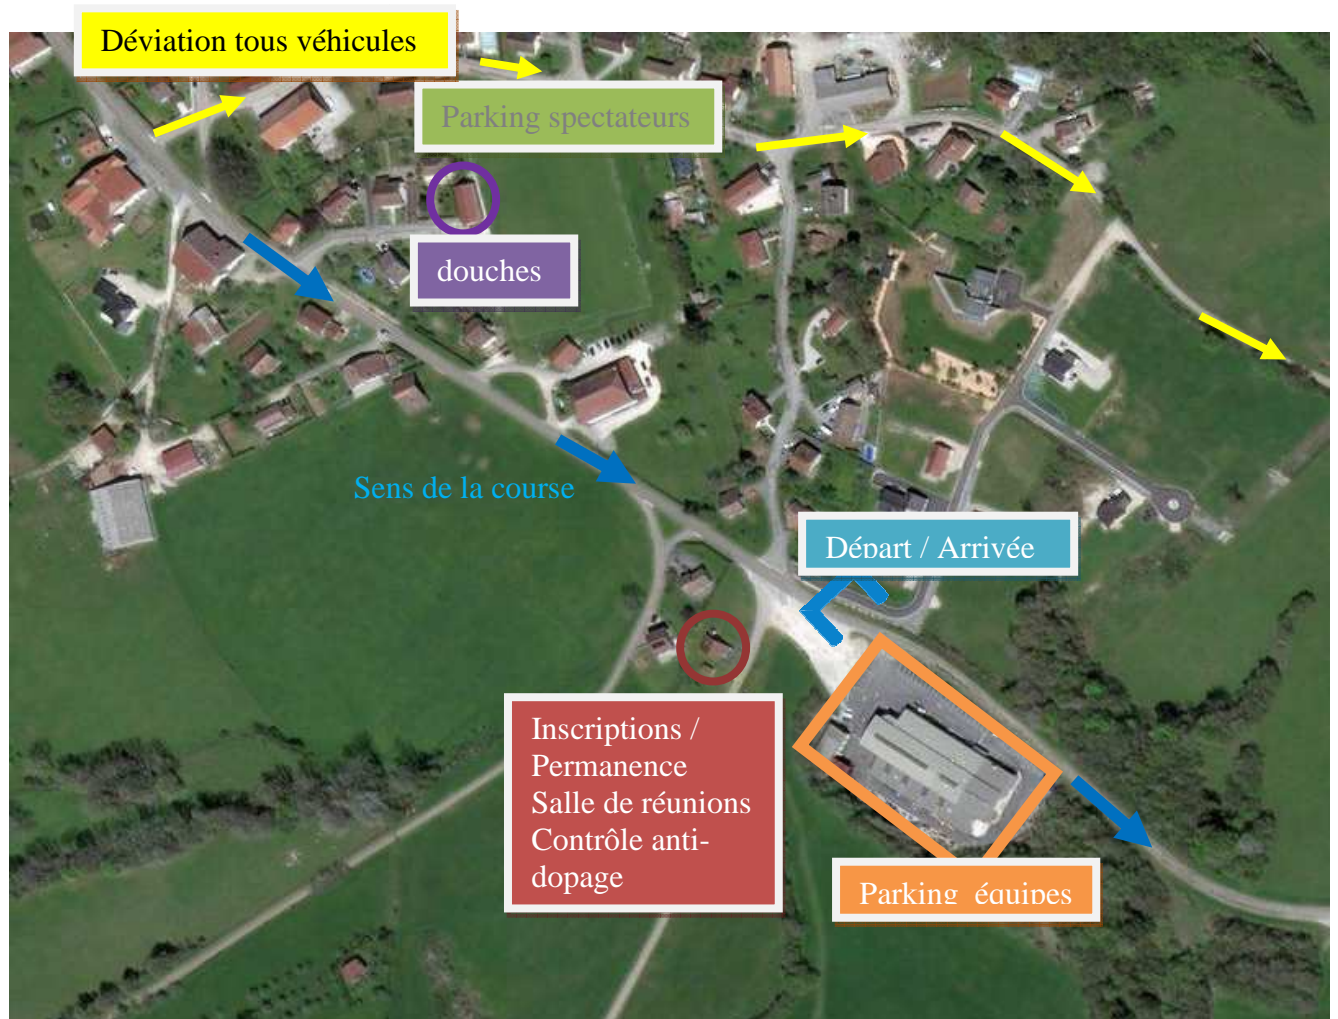 Déviation tous véhicules
Parking spectateurs
douches
Sens de la course
Départ / Arrivée
Inscriptions /
Permanence
Salle de réunions
Contrôle anti-
dopage
Parking équipes